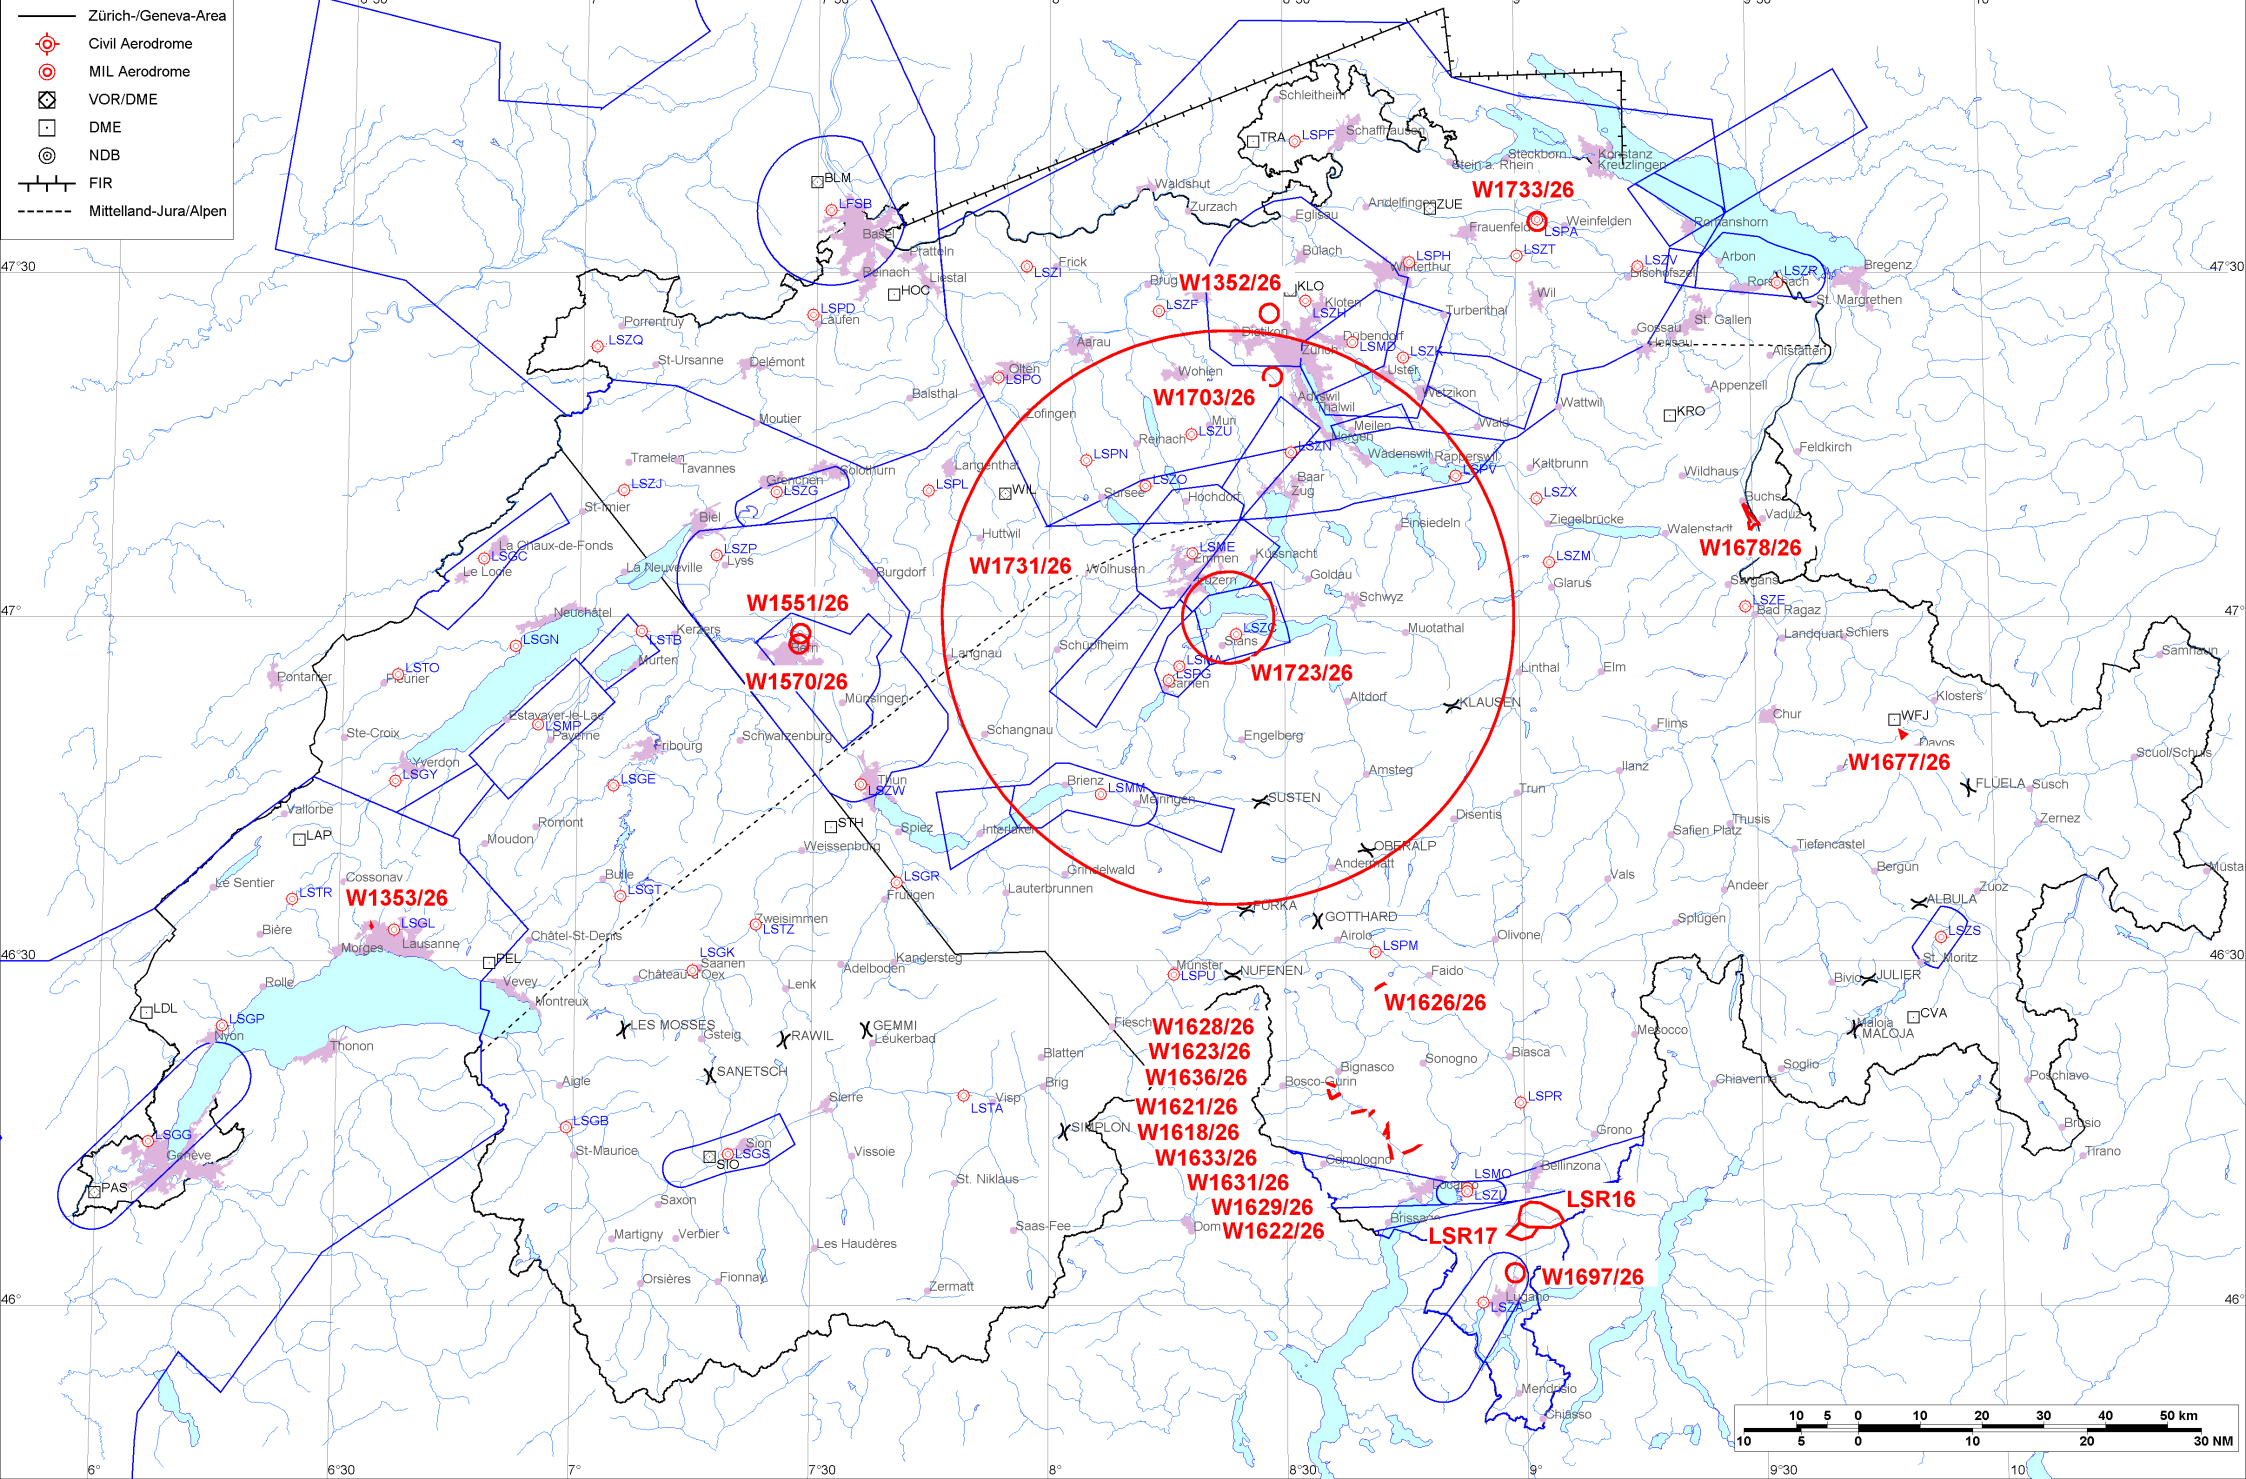 Zürich-/Geneva-Area
Civil Aerodrome
MIL Aerodrome
VOR/DME
DME
NDB
FIR
Mittelland-Jura/Alpen
Schleitheim
TRA
LSPF
Schaffhausen
Steckborn
Stein a. Rhein
Konstanz
Kreuzlingen
BLM
LFSB
Basel
Waldshut
Zurzach
Andelfingen
ZUE
W1733/26
Weinfelden
LSPA
Romanshorn
Eglisau
Frauenfeld
Pratteln
Reinach
Liestal
Frick
LSZI
Bülach
LSPH
Winterthur
LSZT
LSZV
Bischofszell
Arbon
LSZR
Bregenz
47°30
47°30
HOC
Brugg
W1352/26
KLO
Kloten
LSZH
Wil
Rorschach
St. Margrethen
LSPD
Laufen
Porrentruy
LSZF
Turbenthal
St. Gallen
Gossau
Herisau
Altstätten
LSZQ
St-Ursanne
Delémont
Aarau
Dietikon
Zürich
Dübendorf
LSMD
LSZK
Uster
Olten
LSPO
Wohlen
W1703/26
Adliswil
Thalwil
Wetzikon
Appenzell
Balsthal
Zofingen
Muri
Meilen
Wald
Wattwil
KRO
Moutier
LSZU
Reinach
Horgen
LSZN
Wädenswil
Rapperswil
LSPV
Kaltbrunn
Wildhaus
Feldkirch
Tramelan
Tavannes
Solothurn
Grenchen
LSZG
LSZJ
Langenthal
LSPL
WIL
LSPN
Sursee
LSZO
Hochdorf
Baar
Zug
LSZX
Buchs
Vaduz
St-Imier
Biel
Einsiedeln
Ziegelbrücke
Walenstadt
W1678/26
La Chaux-de-Fonds
LSGC
Le Locle
LSZP
Lyss
La Neuveville
Huttwil
Burgdorf
W1731/26
Wolhusen
LSME
Emmen
Küssnacht
Luzern
Goldau
LSZM
Glarus
Sargans
LSZE
Bad Ragaz
Neuchâtel
W1551/26
Schwyz
47°
47°
Kerzers
LSTB
Murten
LSGN
Bern
W1570/26
Schüpfheim
Langnau
LSZC
Stans
W1723/26
Muotathal
Landquart
Schiers
LSTO
Fleurier
Pontarlier
LSMA
LSPG
Sarnen
Linthal
Elm
Samnaun
Estavayer-le-Lac
LSMP
Payerne
Münsingen
Altdorf
KLAUSEN
Klosters
Ste-Croix
Fribourg
Schwarzenburg
Schangnau
Engelberg
Flims
Chur
WFJ
Davos
Yverdon
LSGY
LSGE
Thun
LSZW
Brienz
LSMM
Meiringen
Amsteg
Ilanz
W1677/26
Scuol/Schuls
SUSTEN
Trun
FLÜELA
Susch
Vallorbe
LAP
Romont
Moudon
STH
Spiez
Interlaken
Weissenburg
Disentis
Safien Platz
Thusis
Zernez
Tiefencastel
OBERALP
Andermatt
Bergün
Le Sentier
Cossonay
W1353/26
Bulle
LSGT
LSGR
Frutigen
Grindelwald
Lauterbrunnen
Vals
Andeer
Zuoz
ALBULA
LSTR
Bière
LSGL
Lausanne
Morges
Châtel-St-Denis
Zweisimmen
LSTZ
FURKA
GOTTHARD
Airolo
LSPM
Olivone
Splügen
LSZS
St. Moritz
46°30
46°30
Rolle
Vevey
Montreux
LSGK
Saanen
Château-d'Oex
Adelboden
Kandersteg
Lenk
Münster
LSPU
NUFENEN
Faido
W1626/26
Bivio
JULIER
LDL
LSGP
Nyon
Thonon
LES MOSSES
Gsteig
RAWIL
GEMMI
Leukerbad
Fiesch
W1628/26
W1623/26
W1636/26
W1621/26
W1618/26
W1633/26
W1631/26
W1629/26
W1622/26
Mesocco
Maloja
MALOJA
CVA
Blatten
Brig
Bignasco
Bosco-Gurin
Sonogno
Biasca
Soglio
Chiavenna
Poschiavo
SANETSCH
Aigle
Sierre
LSTA
Visp
SIMPLON
LSPR
Grono
Brusio
Tirano
LSGG
Genève
LSGB
St-Maurice
Sion
LSGS
SIO
Vissoie
Comologno
Bellinzona
LSMO
LSZL
Locarno
PAS
Saxon
St. Niklaus
Brissago
LSR16
LSR17
Martigny
Verbier
Les Haudères
Saas-Fee
Orsières
Fionnay
Zermatt
W1697/26
Lugano
LSZA
46°
46°
Mendrisio
Chiasso
10 5 0 10 20 30 40 50 km
10 5 0 10 20 30 NM
6°
6°30
7°
7°30
8°
8°30
9°
9°30
10